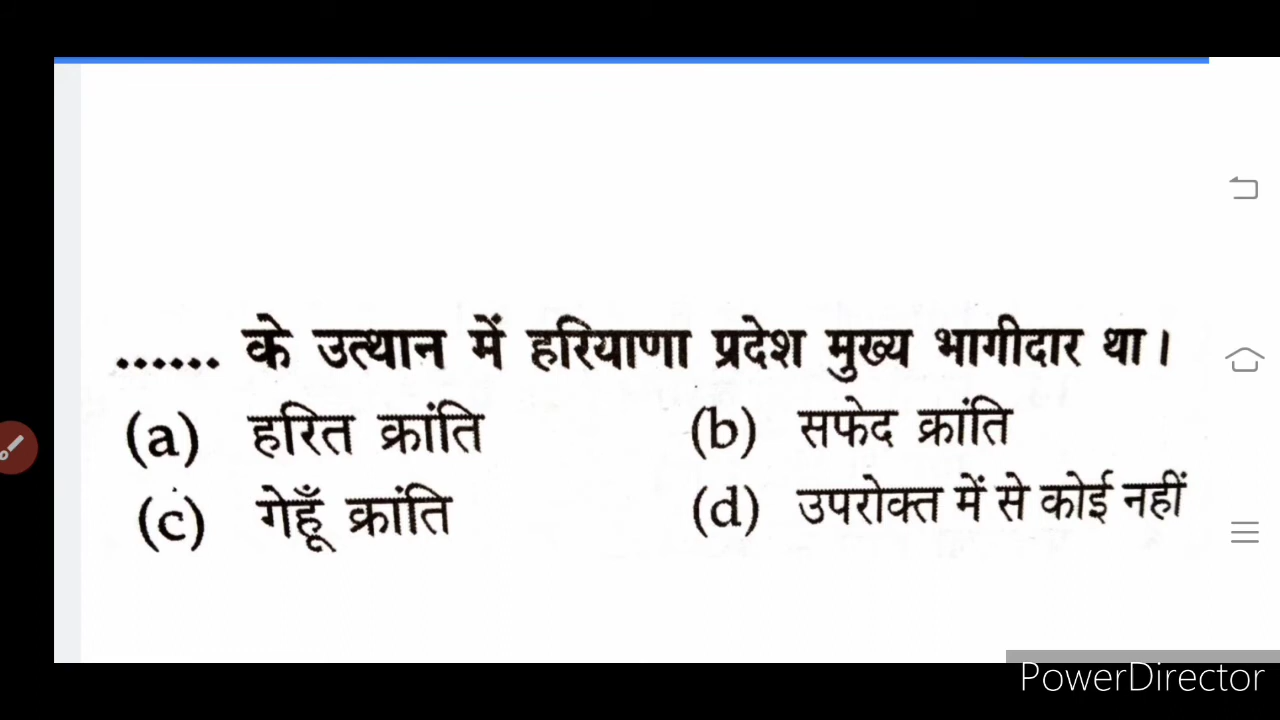 ...... के उत्थान में हरियाणा प्रदेश मुख्य भागीदार था।
(a) हरित क्रांति (b) सफेद क्रांति
(c) गेहूँ क्रांति (d) उपरोक्त में से कोई नहीं
PowerDirector